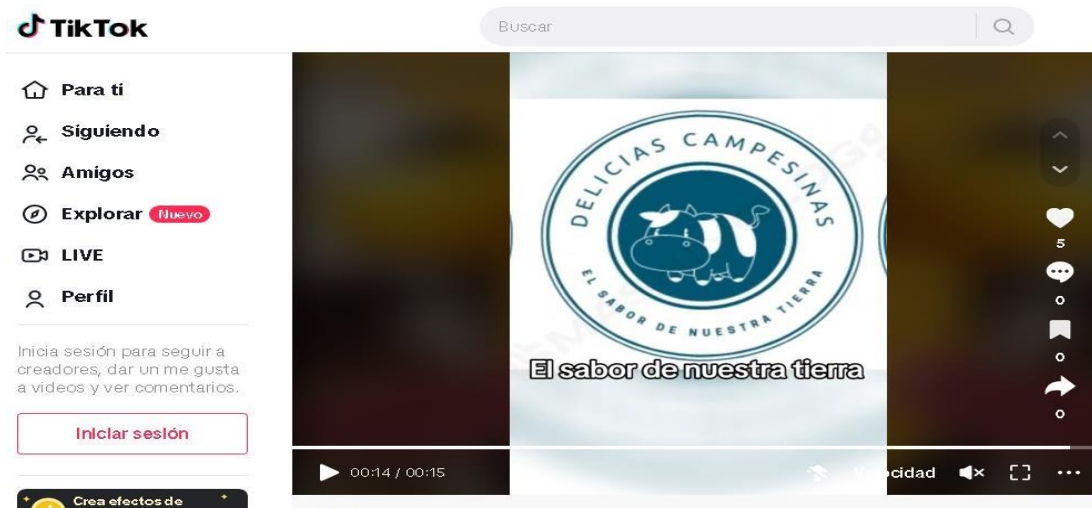 TikTok
Buscar
Para ti
Siguiendo
Amigos
Explorar Nuevo
LIVE
Perfil
Inicia sesión para seguir a
creadores, dar un me gusta
a videos y ver comentarios.
Iniciar sesión
Crea efectos de
DELICIAS CAMPESINAS
EL SABOR DE NUESTRA TIERRA
El sabor de nuestra tierra
5
0
0
0
00:14 / 00:15